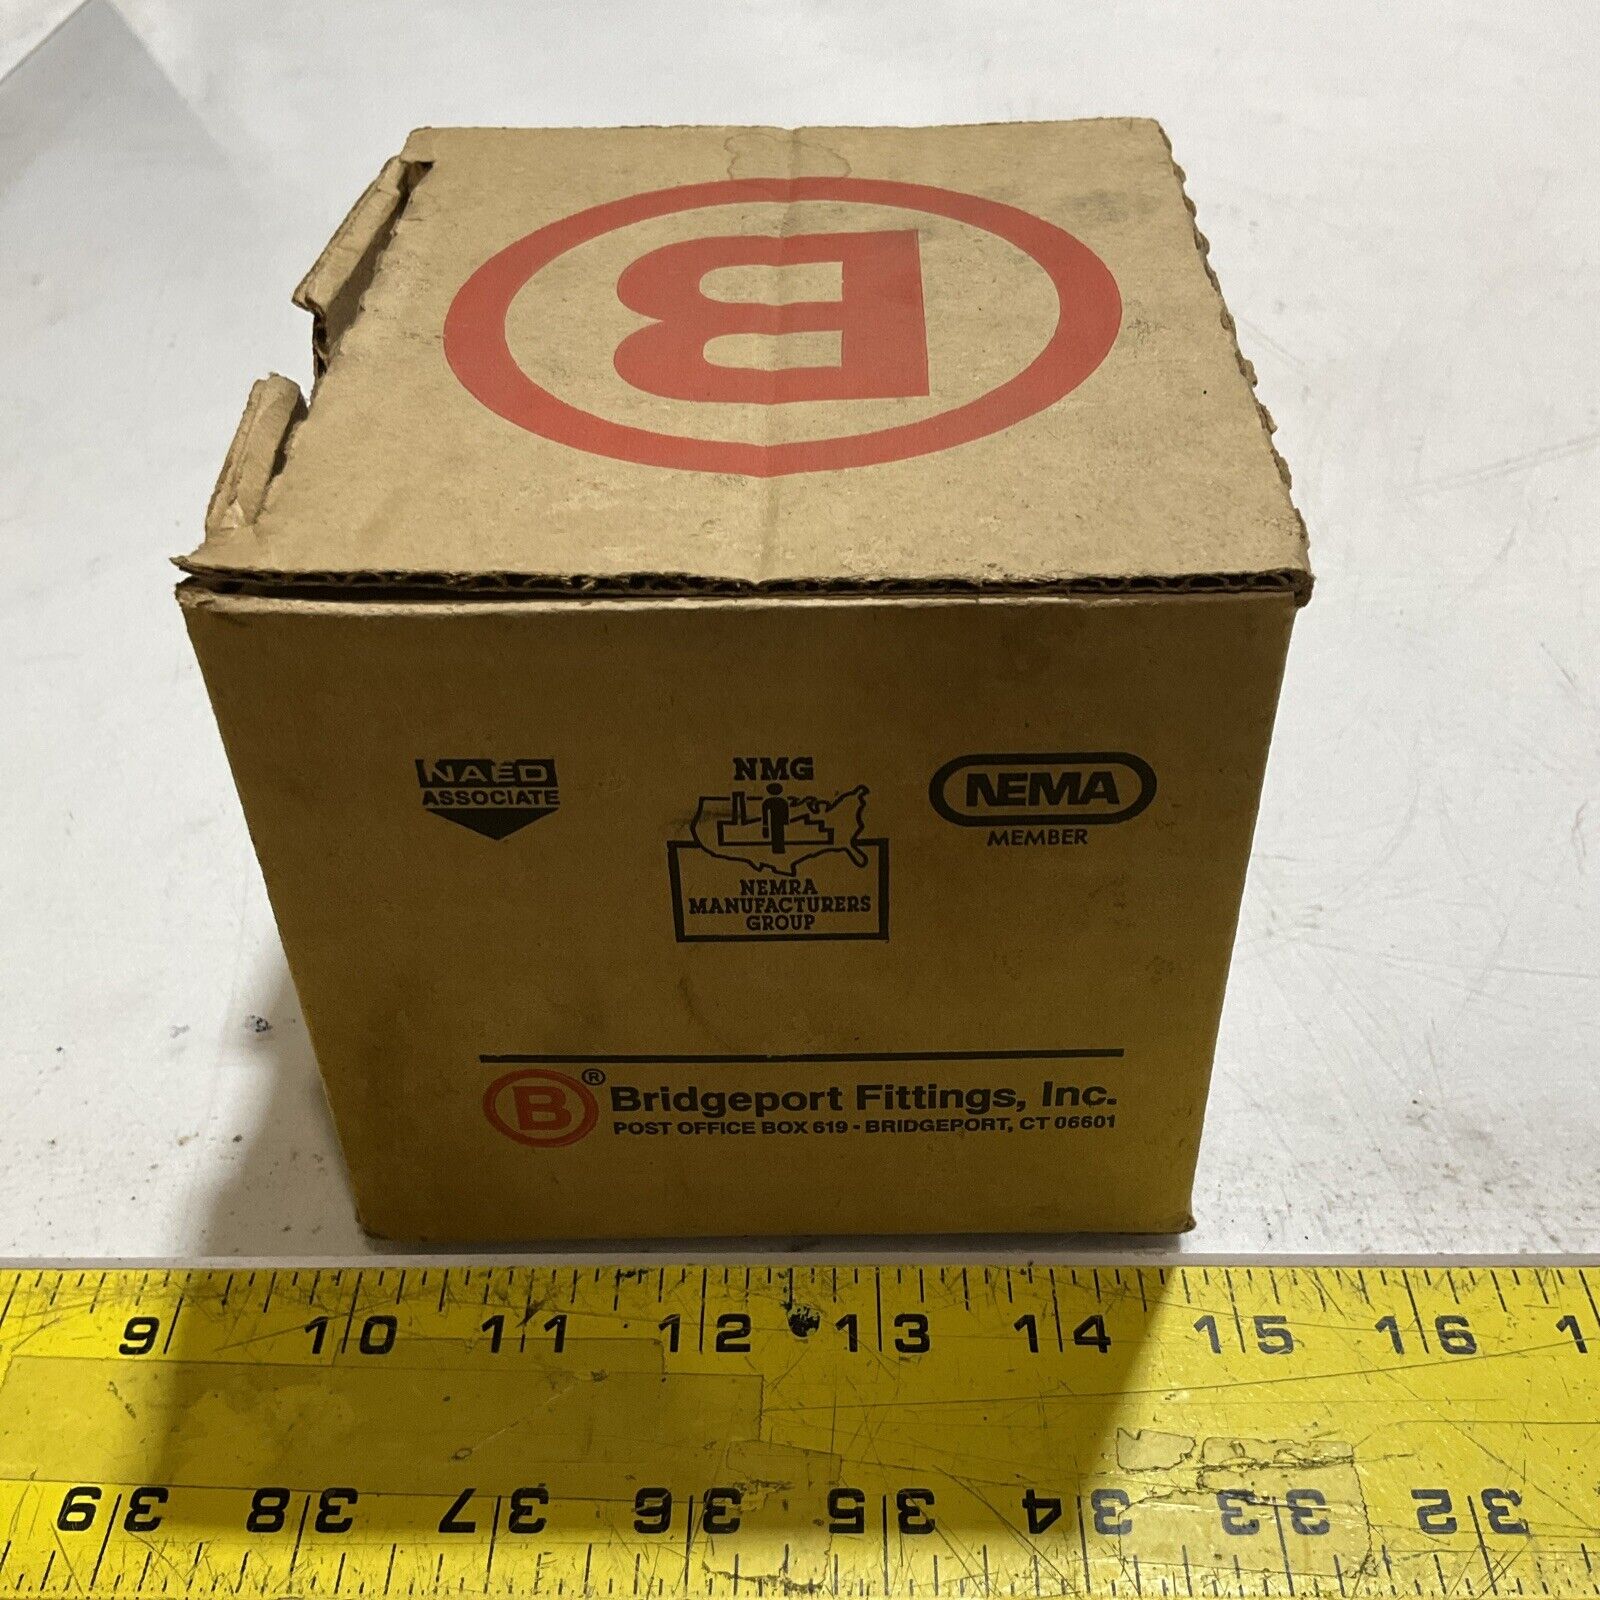 B
NAED
ASSOCIATE
NMG
NEMRA
MANUFACTURERS
GROUP
NEMA
MEMBER
B ® Bridgeport Fittings, Inc.
POST OFFICE BOX 619 - BRIDGEPORT, CT 06601
9 10 11 12 13 14 15 16 1
39 38 37 36 35 34 33 32